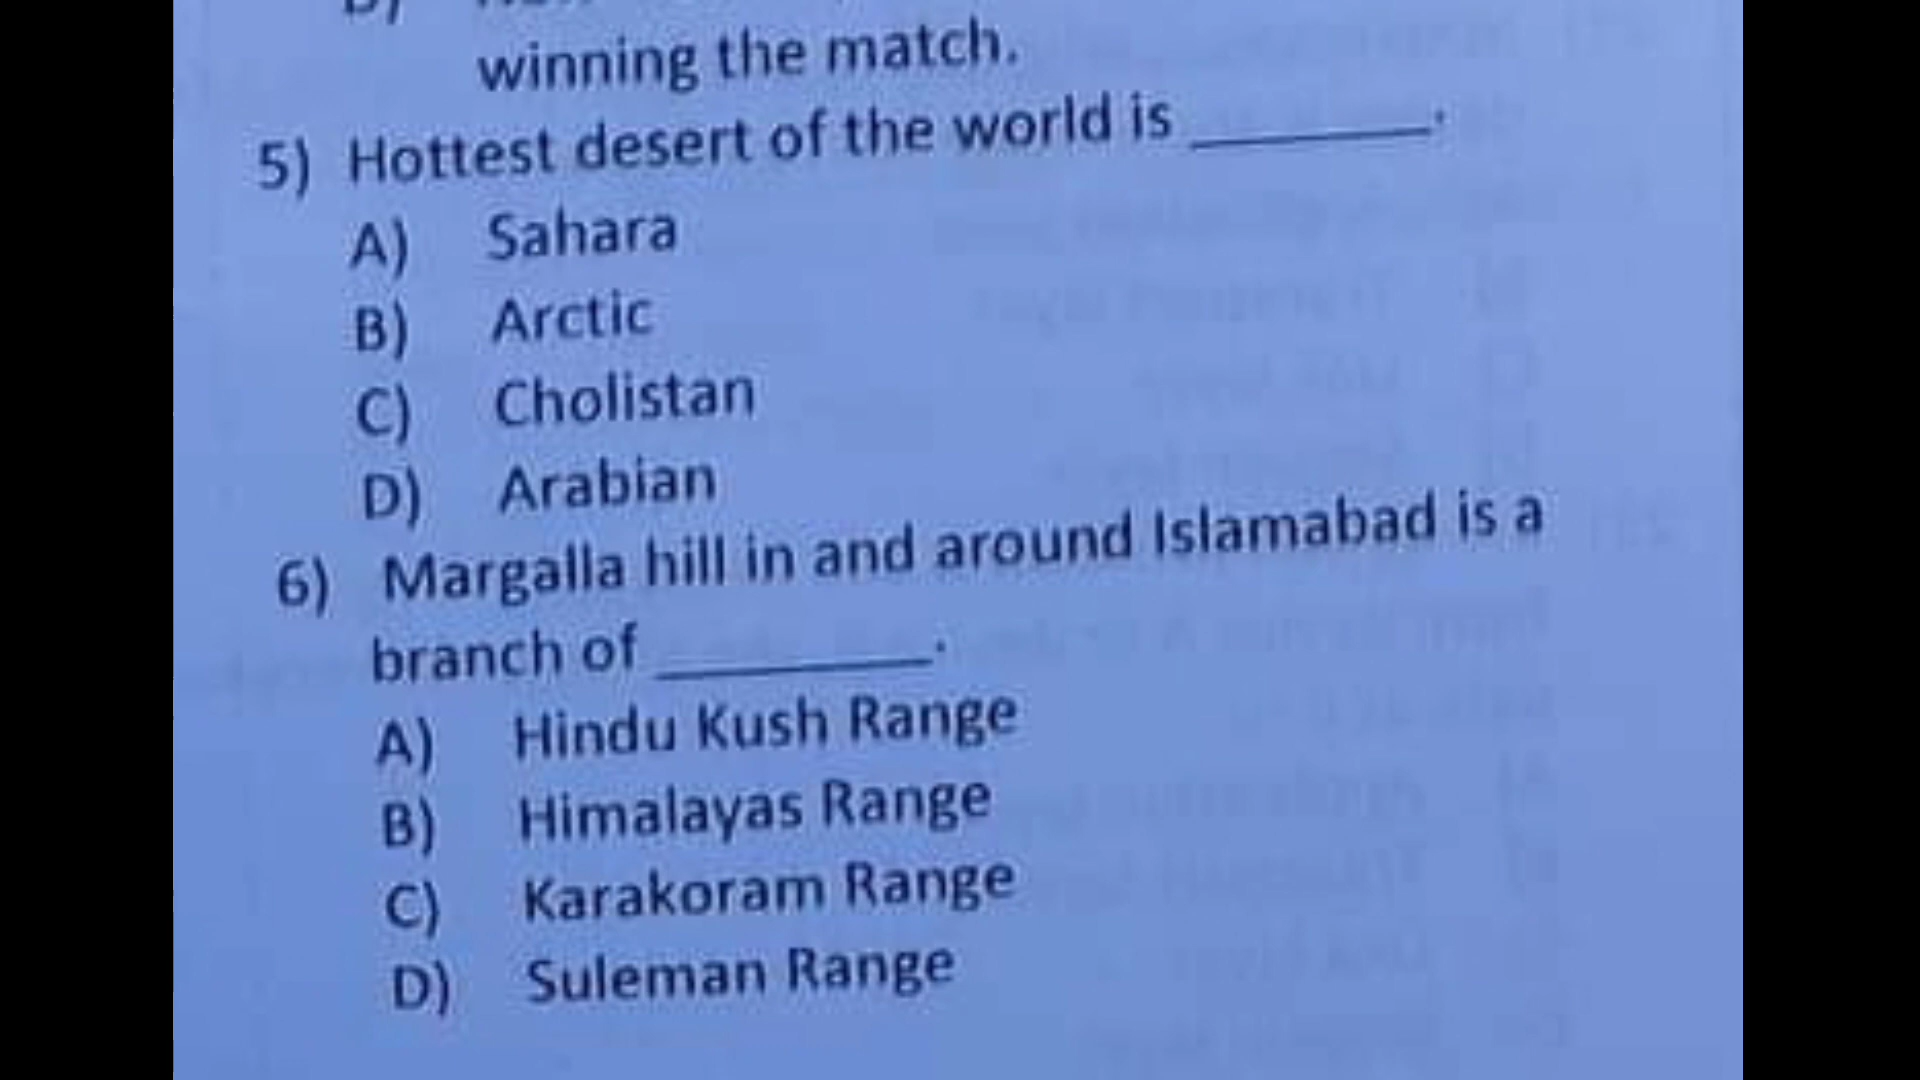 winning the match.
5) Hottest desert of the world is ________.
A) Sahara
B) Arctic
C) Cholistan
D) Arabian
6) Margalla hill in and around Islamabad is a
branch of _________.
A) Hindu Kush Range
B) Himalayas Range
C) Karakoram Range
D) Suleman Range